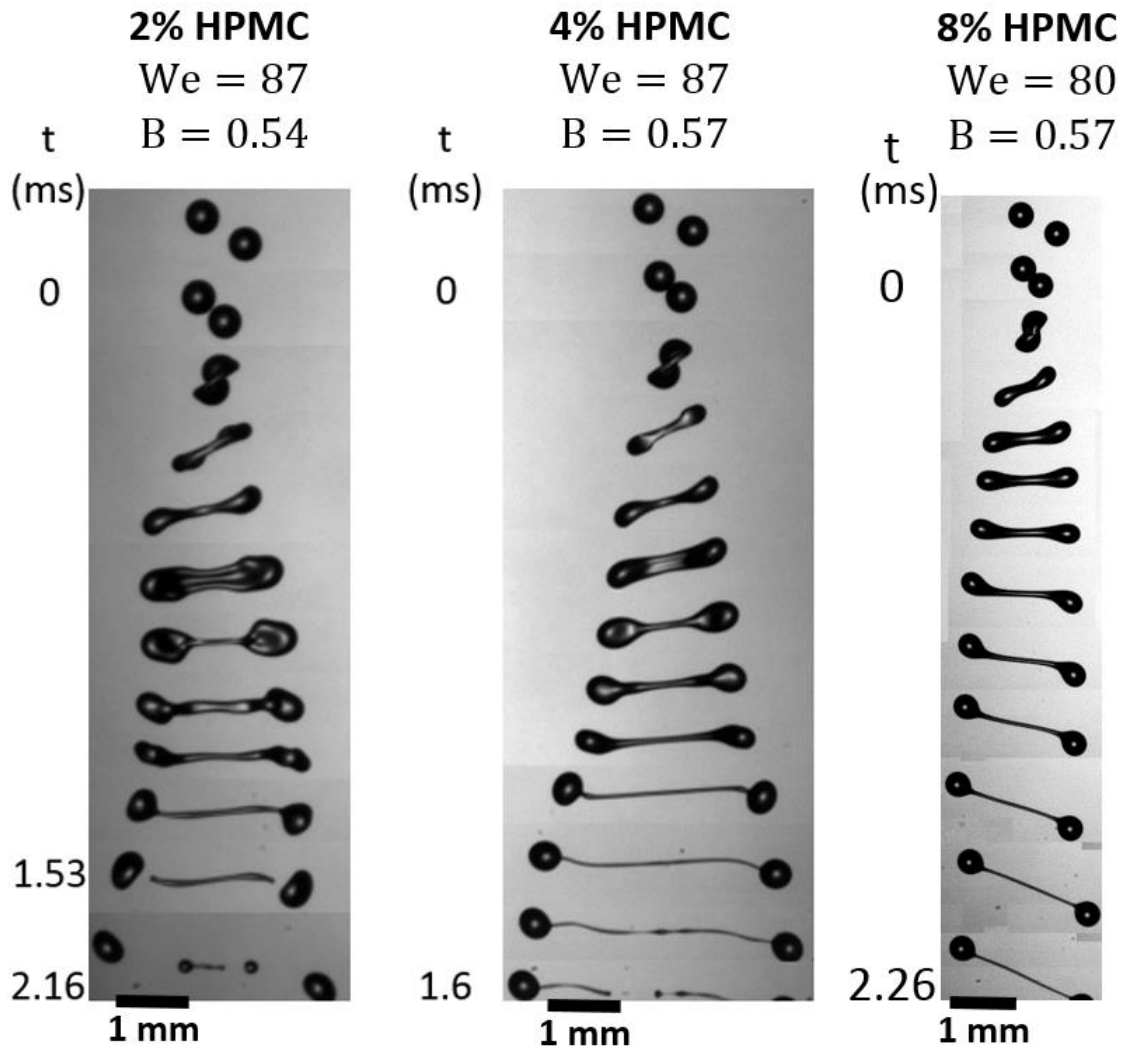 2% HPMC
We = 87
B = 0.54
t
(ms)
0
1.53
2.16
1 mm
4% HPMC
We = 87
B = 0.57
t
(ms)
0
1.6
1 mm
8% HPMC
We = 80
B = 0.57
t
(ms)
0
2.26
1 mm